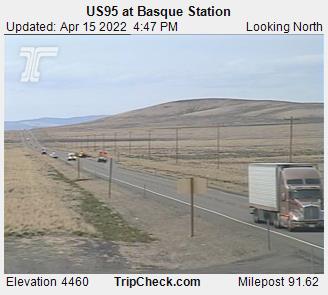 US95 at Basque Station
Updated: Apr 15 2022 4:47 PM Looking North
Elevation 4460 TripCheck.com Milepost 91.62